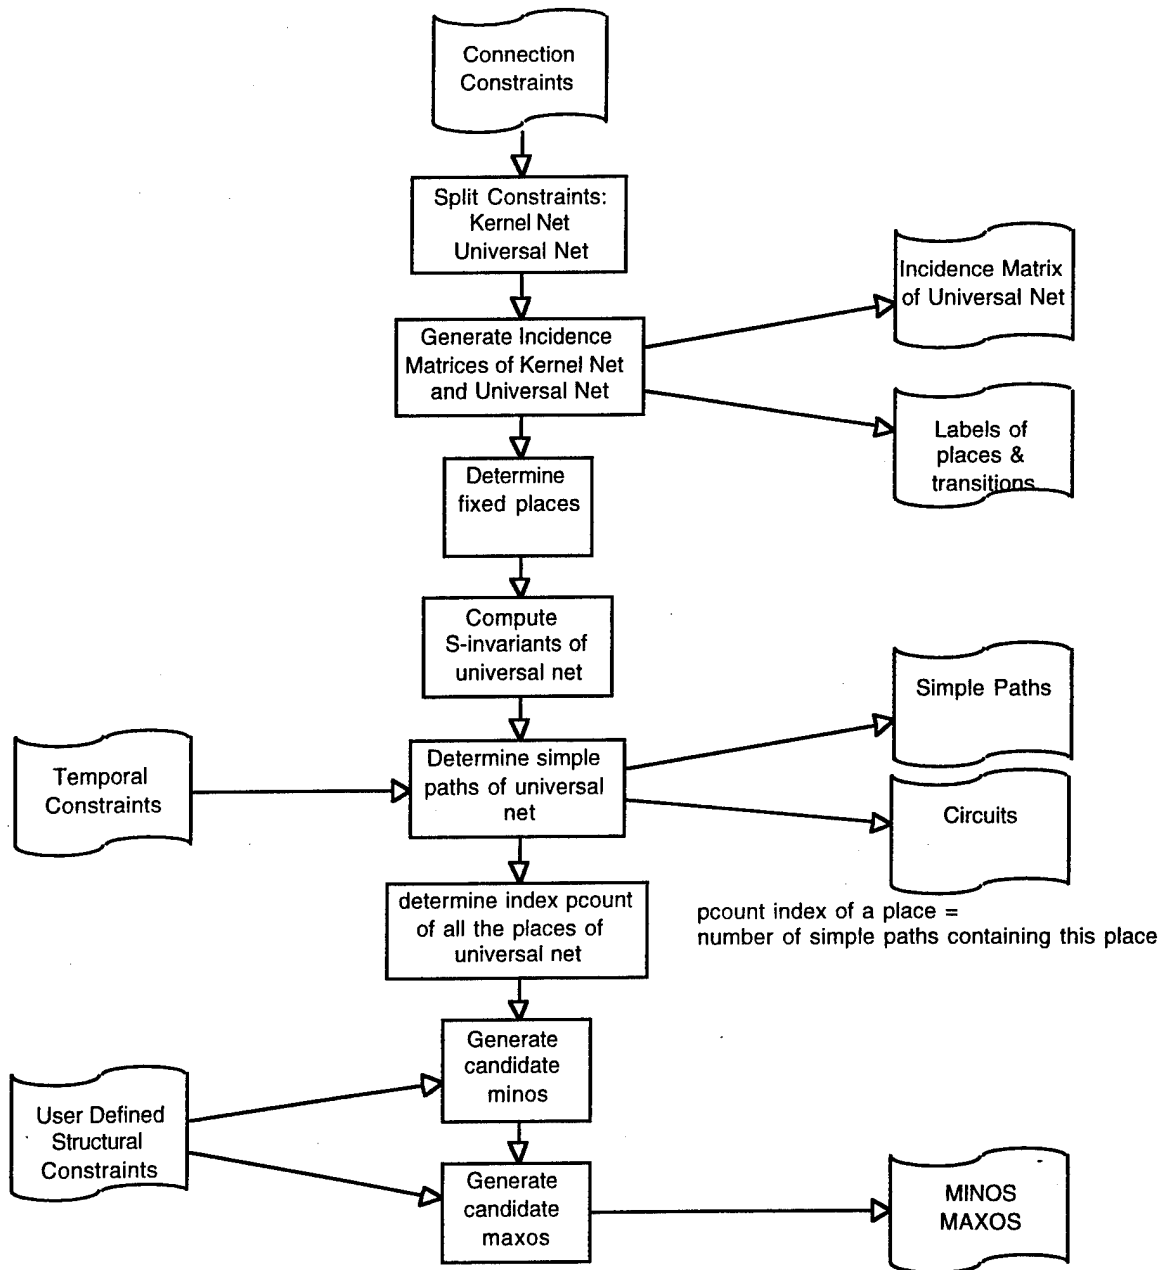 Connection
Constraints
Split Constraints:
Kernel Net
Universal Net
Incidence Matrix
of Universal Net
Generate Incidence
Matrices of Kernel Net
and Universal Net
Labels of
places &
transitions
Determine
fixed places
Compute
S-invariants of
universal net
Simple Paths
Temporal
Constraints
Determine simple
paths of universal
net
Circuits
determine index pcount
of all the places of
universal net
pcount index of a place =
number of simple paths containing this place
Generate
candidate
minos
User Defined
Structural
Constraints
Generate
candidate
maxos
MINOS
MAXOS